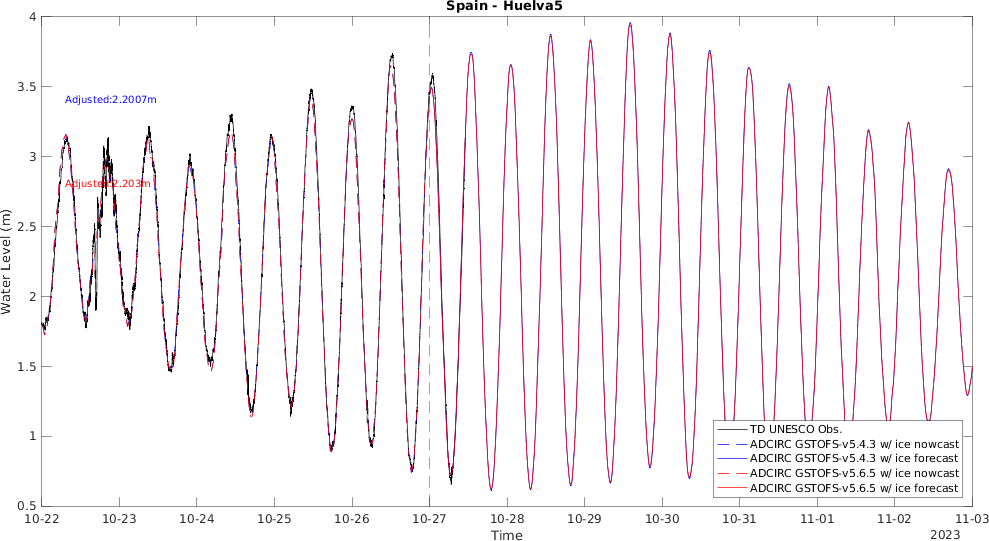 Spain - Huelva5
4
3.5
3
2.5
2
1.5
1
0.5
Water Level (m)
Adjusted:2.2007m
Adjusted:2.203m
TD UNESCO Obs.
ADCIRC GSTOFS-v5.4.3 w/ ice nowcast
ADCIRC GSTOFS-v5.4.3 w/ ice forecast
ADCIRC GSTOFS-v5.6.5 w/ ice nowcast
ADCIRC GSTOFS-v5.6.5 w/ ice forecast
10-22 10-23 10-24 10-25 10-26 10-27 10-28 10-29 10-30 10-31 11-01 11-02 11-03
Time
2023